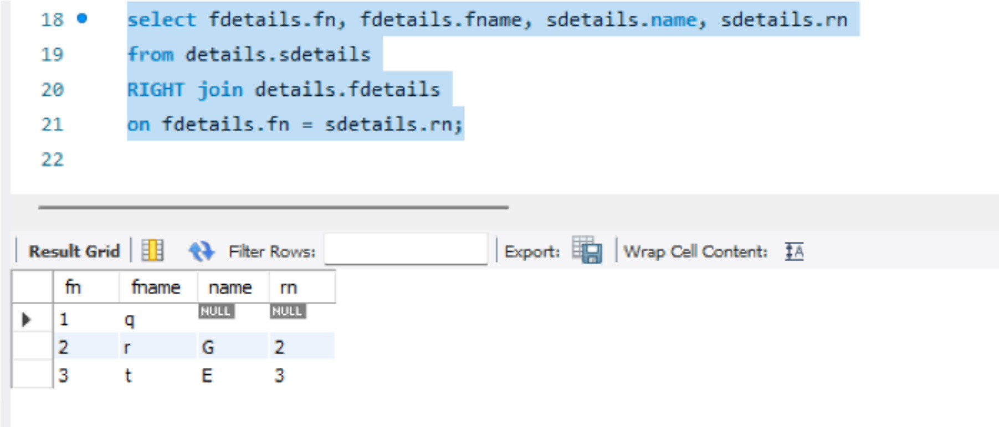 18 select fdetails.fn, fdetails.fname, sdetails.name, sdetails.rn
19 from details.sdetails
20 RIGHT join details.fdetails
21 on fdetails.fn = sdetails.rn;
22
Result Grid Filter Rows: Export: Wrap Cell Content: A
fn fname name rn
1 q NULL NULL
2 r G 2
3 t E 3